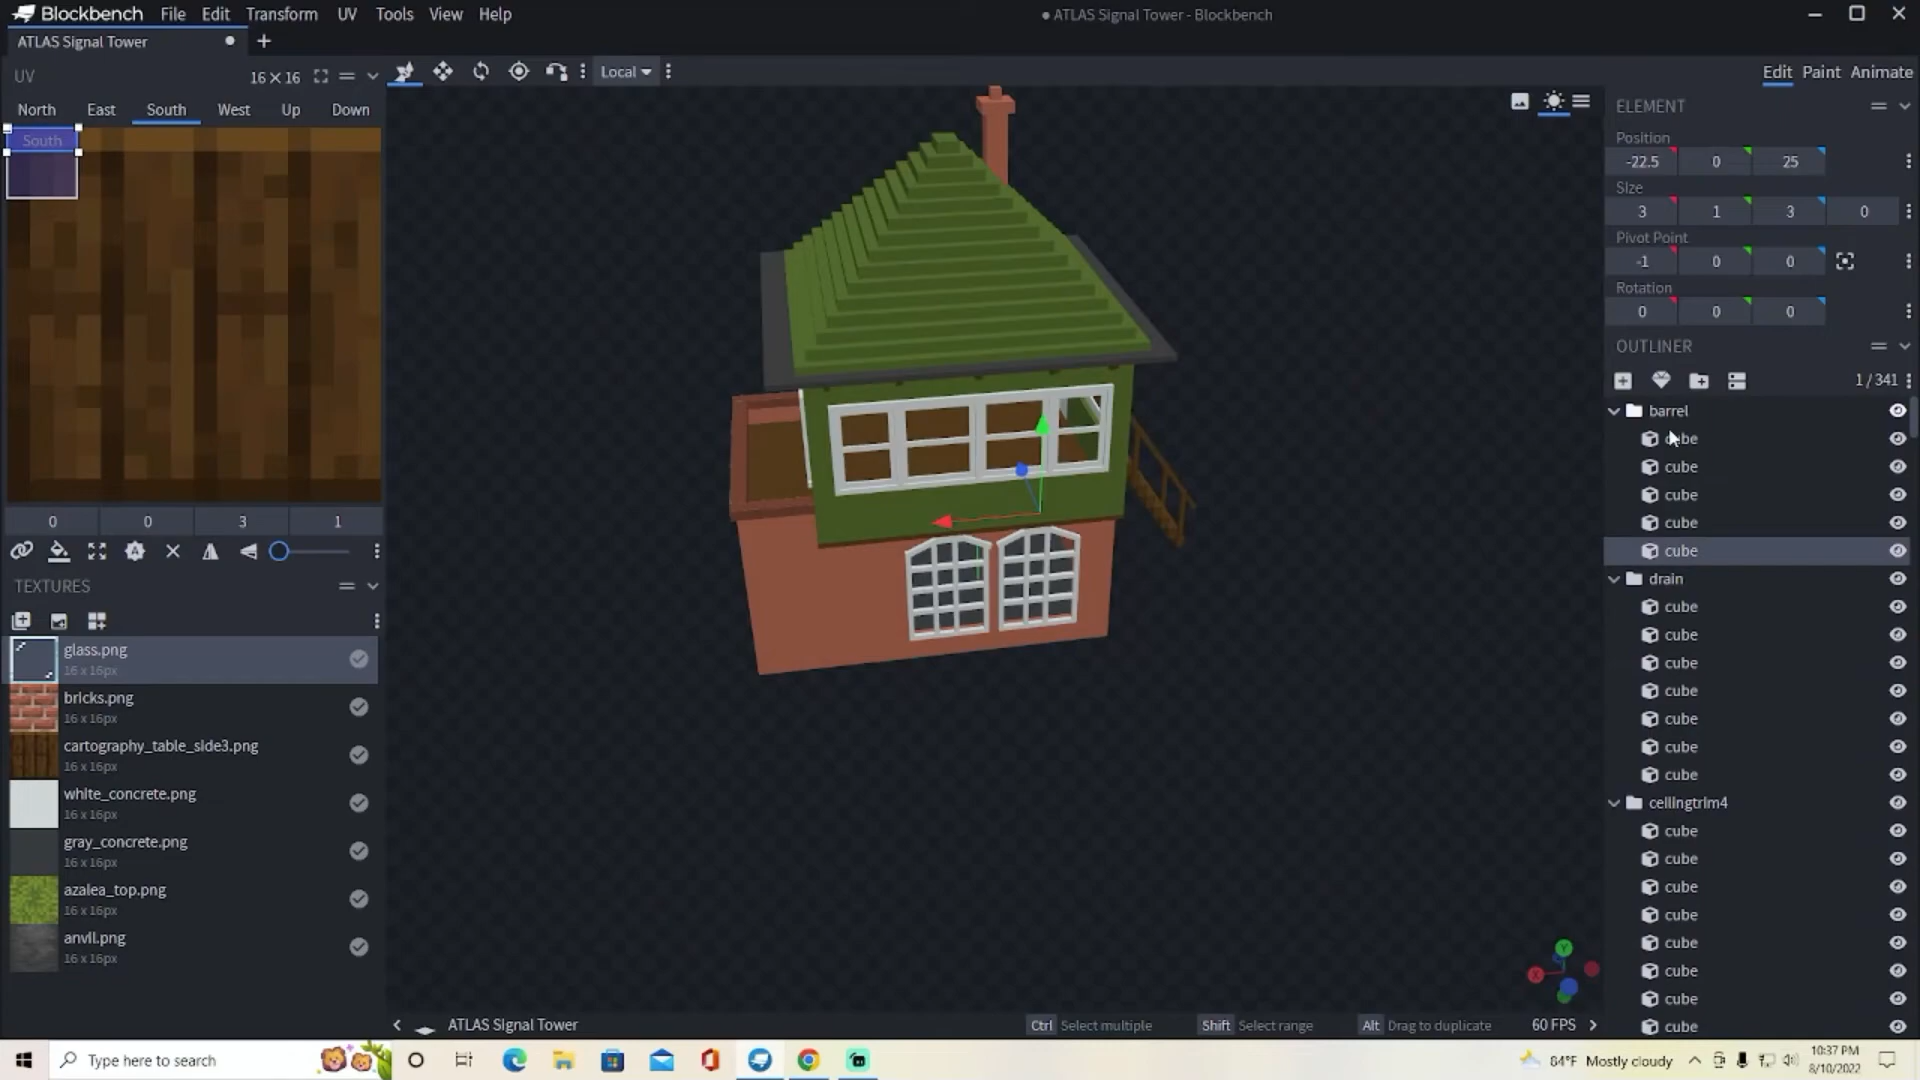 Blockbench File Edit Transform UV Tools View Help
● ATLAS Signal Tower - Blockbench
ATLAS Signal Tower
UV 16×16
Local
Edit Paint Animate
North East South West Up Down
South
0 0 3 1
TEXTURES
glass.png
16 x 16px
bricks.png
16 x 16px
cartography_table_side3.png
16 x 16px
white_concrete.png
16 x 16px
gray_concrete.png
16 x 16px
azalea_top.png
16 x 16px
anvil.png
16 x 16px
ELEMENT
Position
-22.5 0 25
Size
3 1 3 0
Pivot Point
-1 0 0
Rotation
0 0 0
OUTLINER
1 / 341
barrel
cube
cube
cube
cube
cube
drain
cube
cube
cube
cube
cube
cube
cube
ceilingtrim4
cube
cube
cube
cube
cube
cube
cube
cube
X
Y
ATLAS Signal Tower
Ctrl Select multiple Shift Select range Alt Drag to duplicate 60 FPS
Type here to search
84°F Mostly cloudy
10:37 PM
8/10/2022